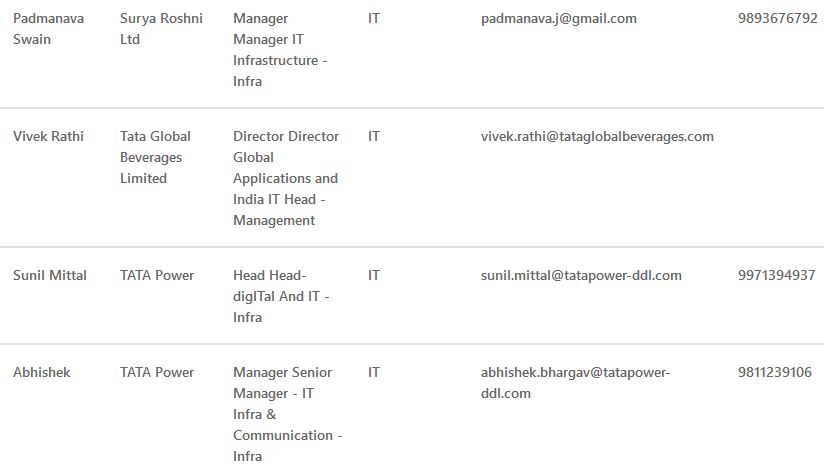 Padmanava Swain Surya Roshni Ltd Manager Manager IT Infrastructure - Infra IT padmanava.j@gmail.com 9893676792
Vivek Rathi Tata Global Beverages Limited Director Director Global Applications and India IT Head - Management IT vivek.rathi@tataglobalbeverages.com
Sunil Mittal TATA Power Head Head-digITal And IT - Infra IT sunil.mittal@tatapower-ddl.com 9971394937
Abhishek TATA Power Manager Senior Manager - IT Infra & Communication - Infra IT abhishek.bhargav@tatapower-ddl.com 9811239106